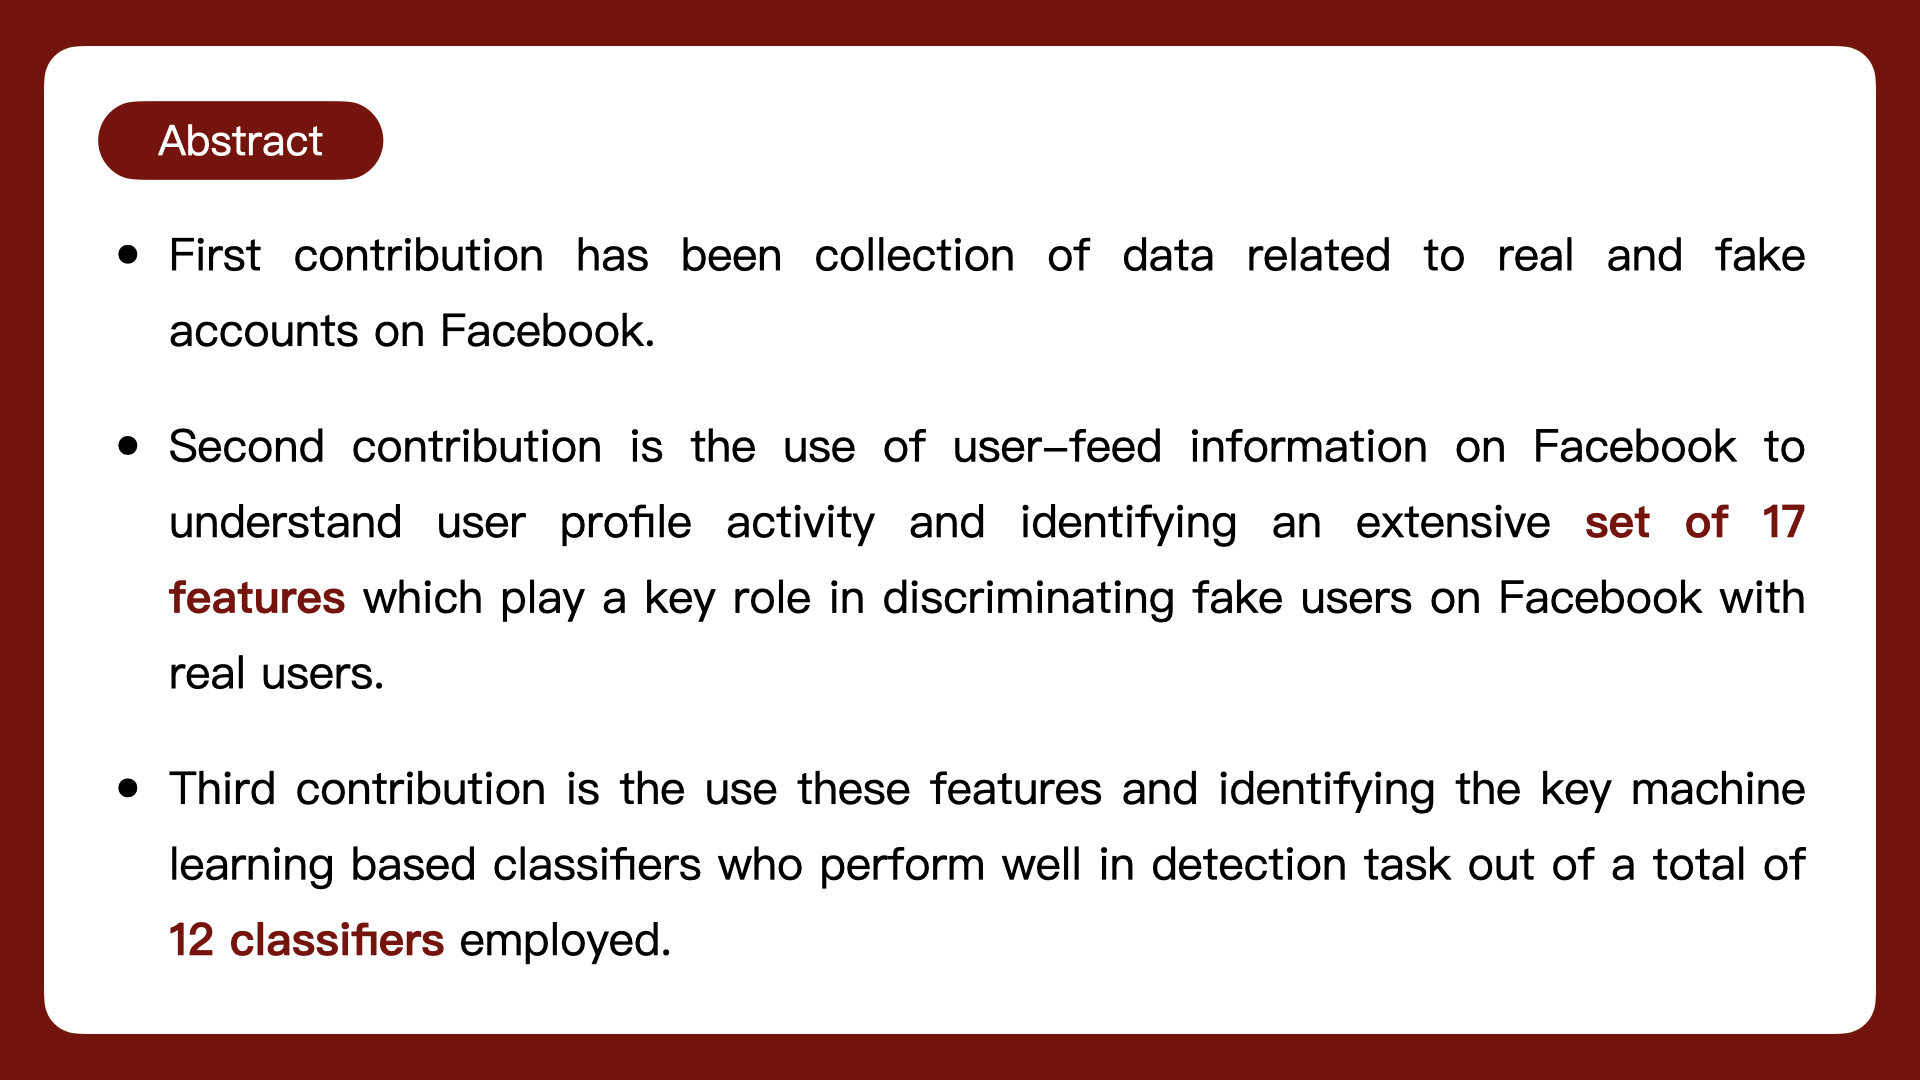 Abstract
• First contribution has been collection of data related to real and fake
accounts on Facebook.
• Second contribution is the use of user-feed information on Facebook to
understand user profile activity and identifying an extensive set of 17
features which play a key role in discriminating fake users on Facebook with
real users.
• Third contribution is the use these features and identifying the key machine
learning based classifiers who perform well in detection task out of a total of
12 classifiers employed.